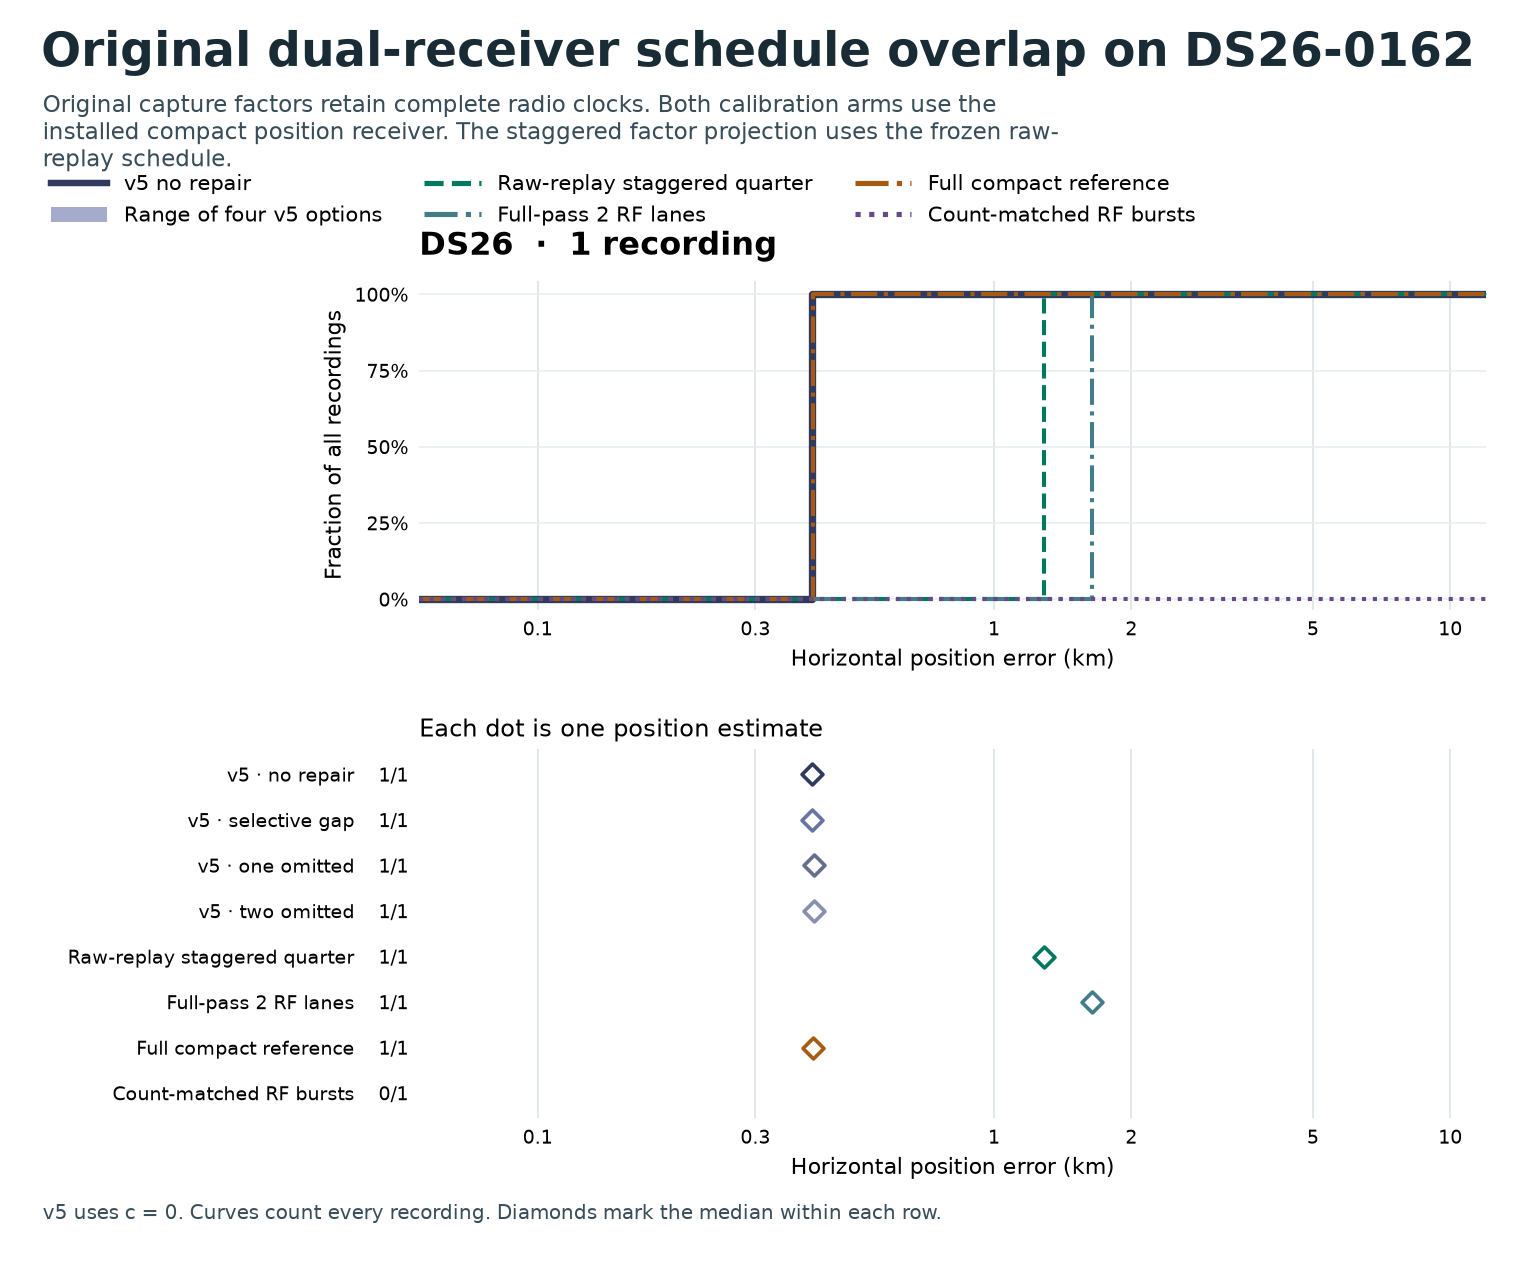 Original dual-receiver schedule overlap on DS26-0162
Original capture factors retain complete radio clocks. Both calibration arms use the
installed compact position receiver. The staggered factor projection uses the frozen raw-
replay schedule.
v5 no repair
Range of four v5 options
Raw-replay staggered quarter
Full-pass 2 RF lanes
Full compact reference
Count-matched RF bursts
DS26 · 1 recording
Fraction of all recordings
100%
75%
50%
25%
0%
0.1 0.3 1 2 5 10
Horizontal position error (km)
Each dot is one position estimate
v5 · no repair 1/1
v5 · selective gap 1/1
v5 · one omitted 1/1
v5 · two omitted 1/1
Raw-replay staggered quarter 1/1
Full-pass 2 RF lanes 1/1
Full compact reference 1/1
Count-matched RF bursts 0/1
0.1 0.3 1 2 5 10
Horizontal position error (km)
v5 uses c = 0. Curves count every recording. Diamonds mark the median within each row.